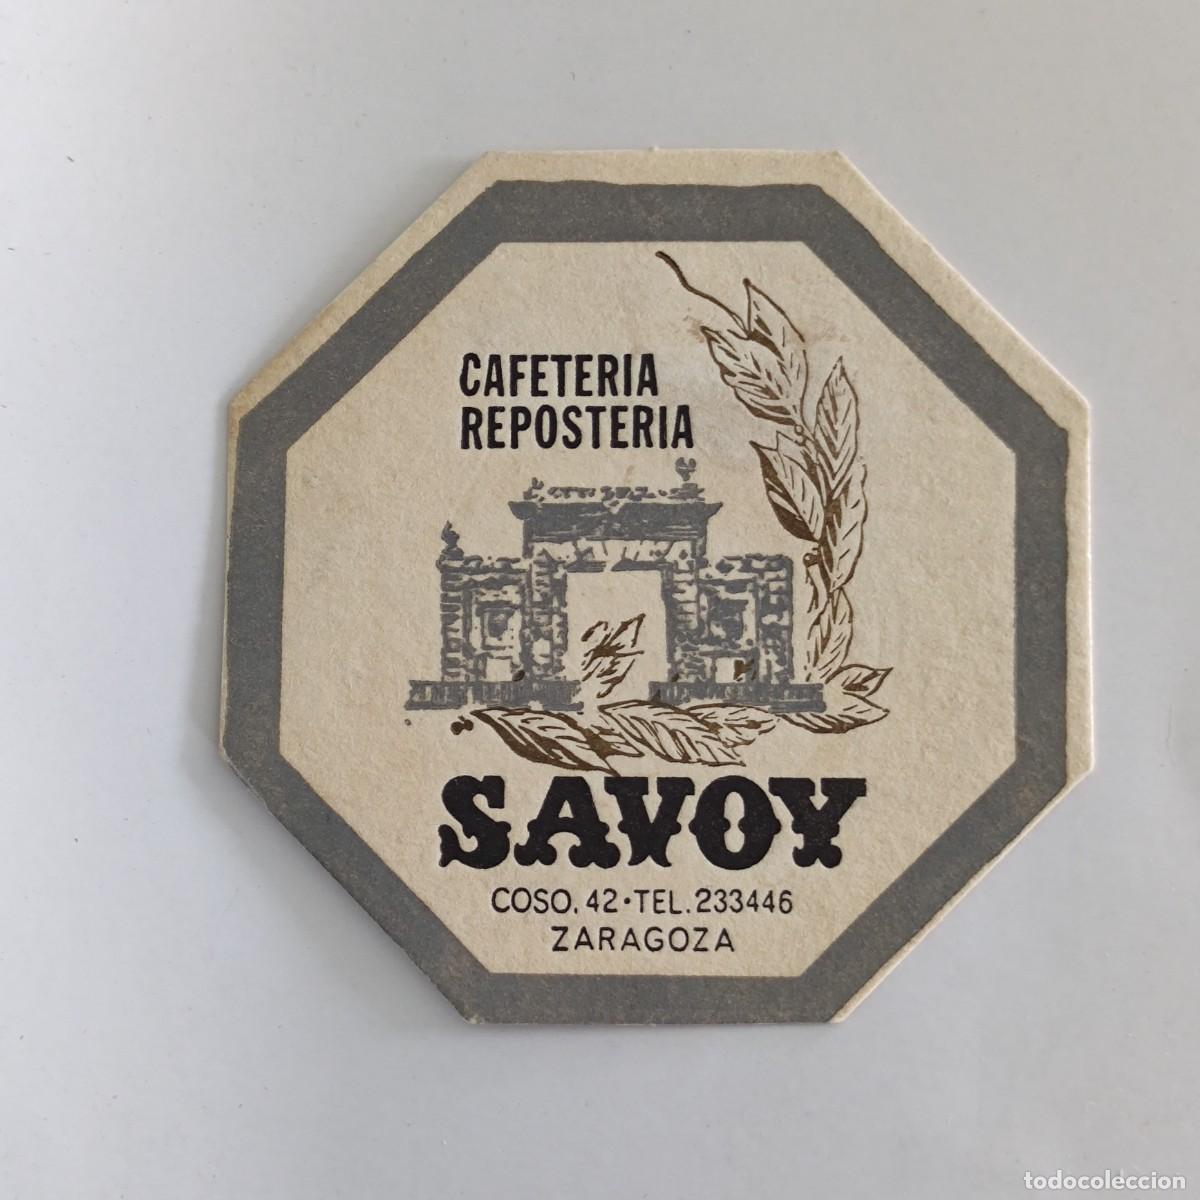 CAFETERIA
REPOSTERIA
SAVOY
COSO, 42 • TEL. 233446
ZARAGOZA
todocoleccion